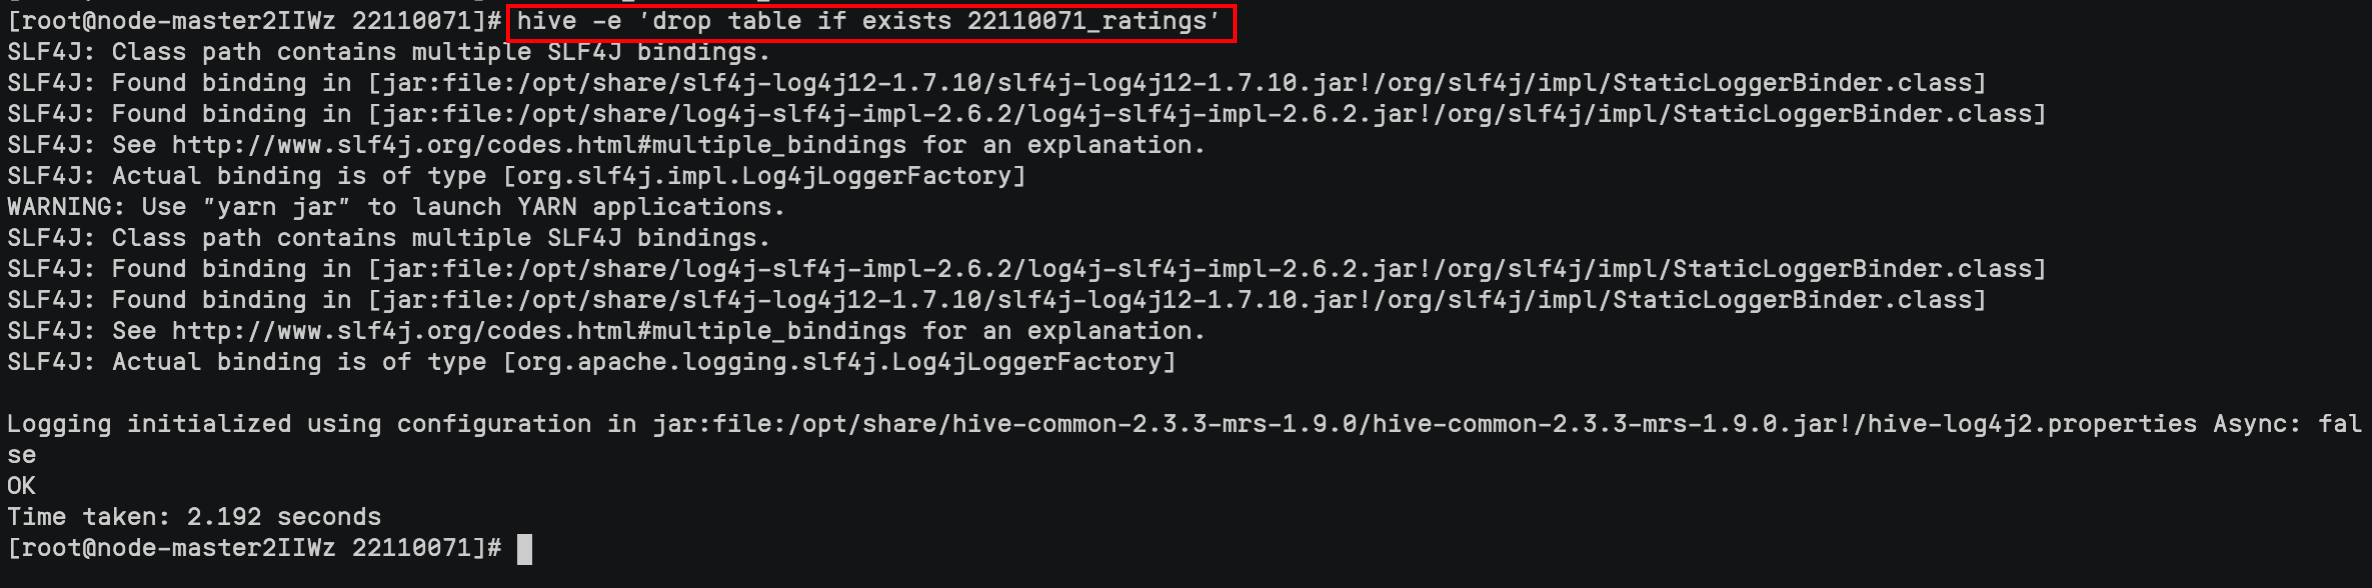 [root@node-master2IIWz 22110071]# hive -e 'drop table if exists 22110071_ratings'
SLF4J: Class path contains multiple SLF4J bindings.
SLF4J: Found binding in [jar:file:/opt/share/slf4j-log4j12-1.7.10/slf4j-log4j12-1.7.10.jar!/org/slf4j/impl/StaticLoggerBinder.class]
SLF4J: Found binding in [jar:file:/opt/share/log4j-slf4j-impl-2.6.2/log4j-slf4j-impl-2.6.2.jar!/org/slf4j/impl/StaticLoggerBinder.class]
SLF4J: See http://www.slf4j.org/codes.html#multiple_bindings for an explanation.
SLF4J: Actual binding is of type [org.slf4j.impl.Log4jLoggerFactory]
WARNING: Use "yarn jar" to launch YARN applications.
SLF4J: Class path contains multiple SLF4J bindings.
SLF4J: Found binding in [jar:file:/opt/share/log4j-slf4j-impl-2.6.2/log4j-slf4j-impl-2.6.2.jar!/org/slf4j/impl/StaticLoggerBinder.class]
SLF4J: Found binding in [jar:file:/opt/share/slf4j-log4j12-1.7.10/slf4j-log4j12-1.7.10.jar!/org/slf4j/impl/StaticLoggerBinder.class]
SLF4J: See http://www.slf4j.org/codes.html#multiple_bindings for an explanation.
SLF4J: Actual binding is of type [org.apache.logging.slf4j.Log4jLoggerFactory]
Logging initialized using configuration in jar:file:/opt/share/hive-common-2.3.3-mrs-1.9.0/hive-common-2.3.3-mrs-1.9.0.jar!/hive-log4j2.properties Async: fal
se
OK
Time taken: 2.192 seconds
[root@node-master2IIWz 22110071]#